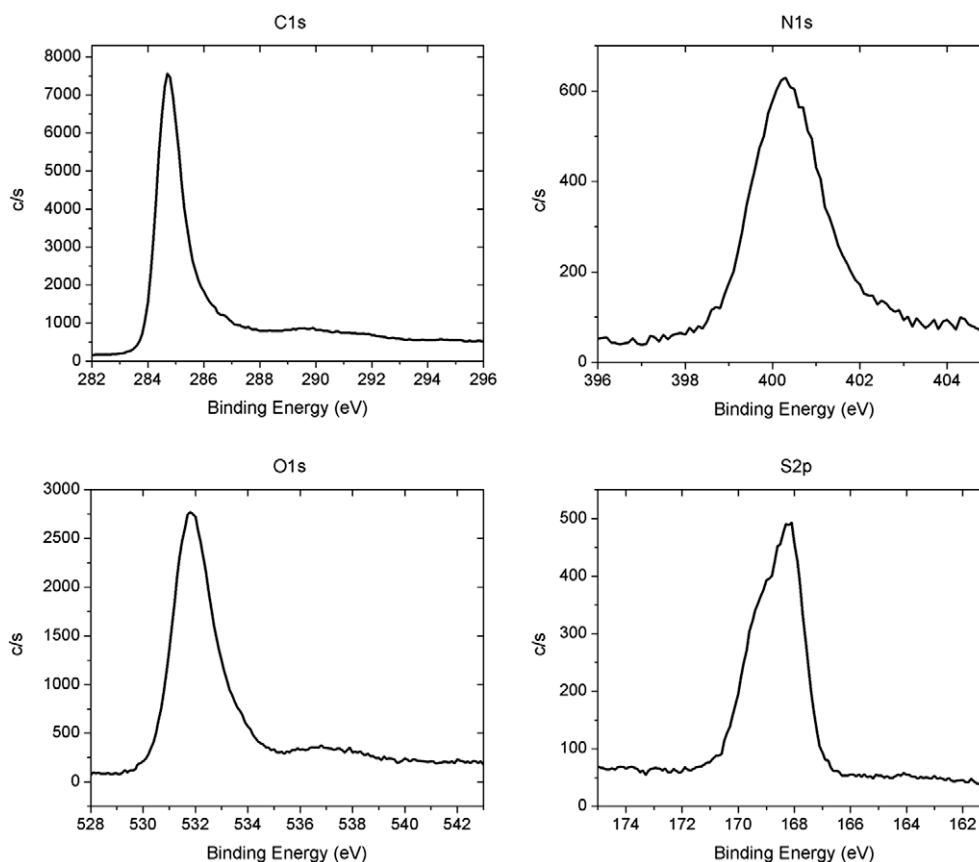 C1s
8000
7000
6000
5000
4000
3000
2000
1000
0
c/s
282 284 286 288 290 292 294 296
Binding Energy (eV)
N1s
600
400
200
0
c/s
396 398 400 402 404
Binding Energy (eV)
O1s
3000
2500
2000
1500
1000
500
0
c/s
528 530 532 534 536 538 540 542
Binding Energy (eV)
S2p
500
400
300
200
100
0
c/s
174 172 170 168 166 164 162
Binding Energy (eV)